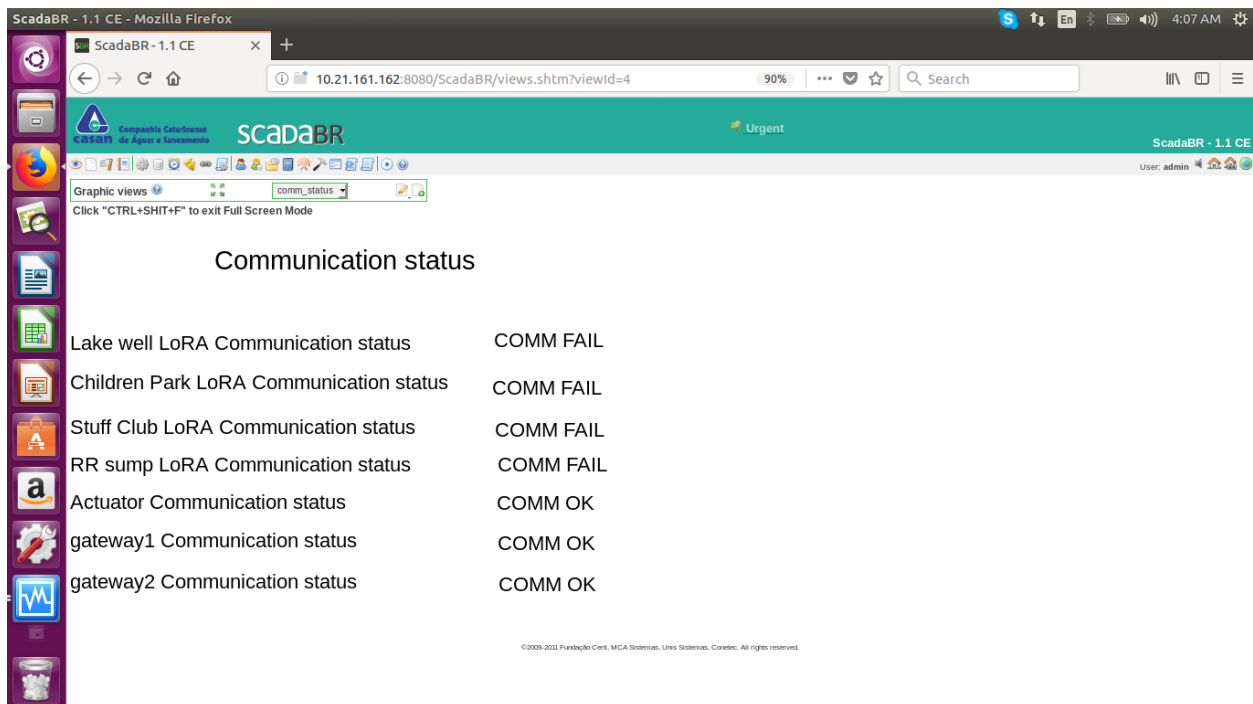 ScadaBR - 1.1 CE - Mozilla Firefox
S En 4:07 AM
SBR ScadaBR - 1.1 CE
10.21.161.162:8080/ScadaBR/views.shtm?viewId=4 90% Search
casan Companhia Catarinense de Águas e Saneamento
scadaBR
Urgent
ScadaBR - 1.1 CE
User: admin
Graphic views comm_status
Click "CTRL+SHIT+F" to exit Full Screen Mode
Communication status
Lake well LoRA Communication status COMM FAIL
Children Park LoRA Communication status COMM FAIL
Stuff Club LoRA Communication status COMM FAIL
RR sump LoRA Communication status COMM FAIL
Actuator Communication status COMM OK
gateway1 Communication status COMM OK
gateway2 Communication status COMM OK
©2009-2011 Fundação Certi, MCA Sistemas, Unis Sistemas, Conetec. All rights reserved.